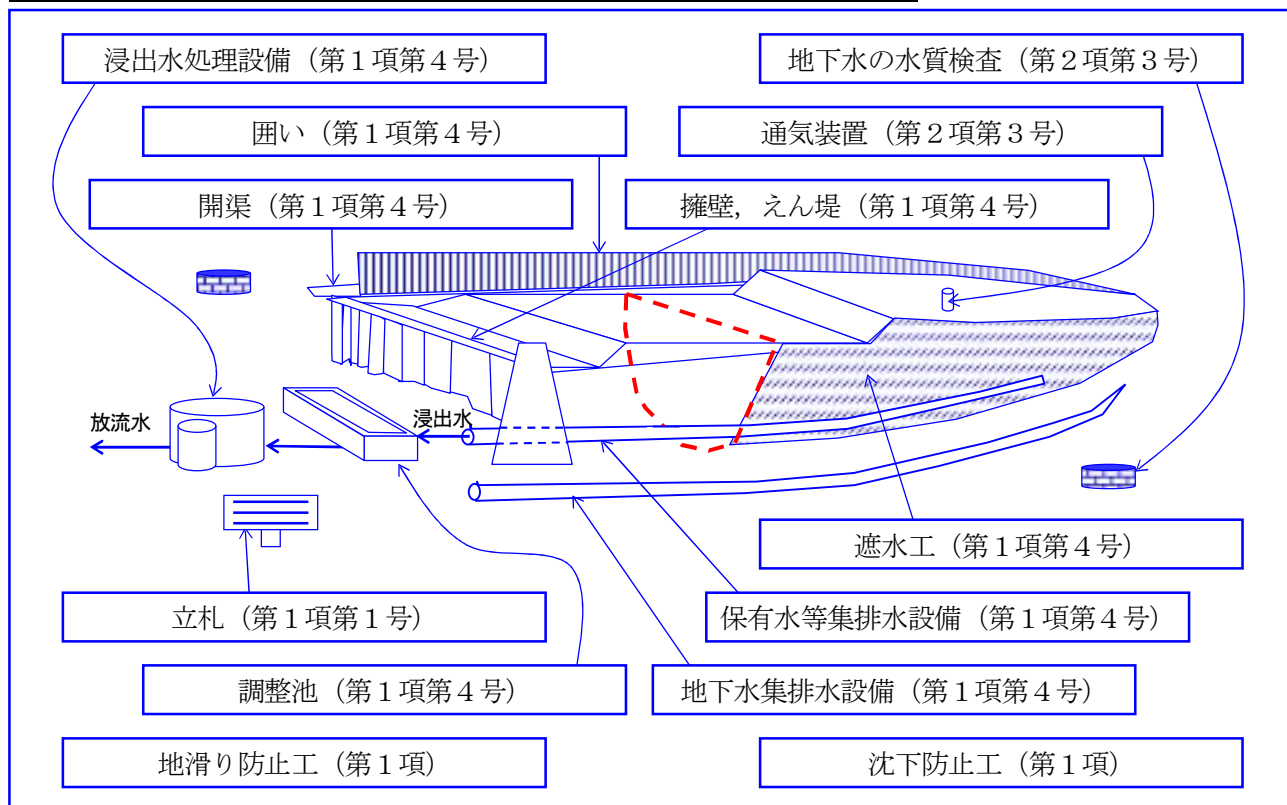 浸出水処理設備（第１項第４号）
地下水の水質検査（第２項第３号）
囲い（第１項第４号）
通気装置（第２項第３号）
開渠（第１項第４号）
擁壁，えん堤（第１項第４号）
放流水
浸出水
遮水工（第１項第４号）
立札（第１項第１号）
保有水等集排水設備（第１項第４号）
調整池（第１項第４号）
地下水集排水設備（第１項第４号）
地滑り防止工（第１項）
沈下防止工（第１項）